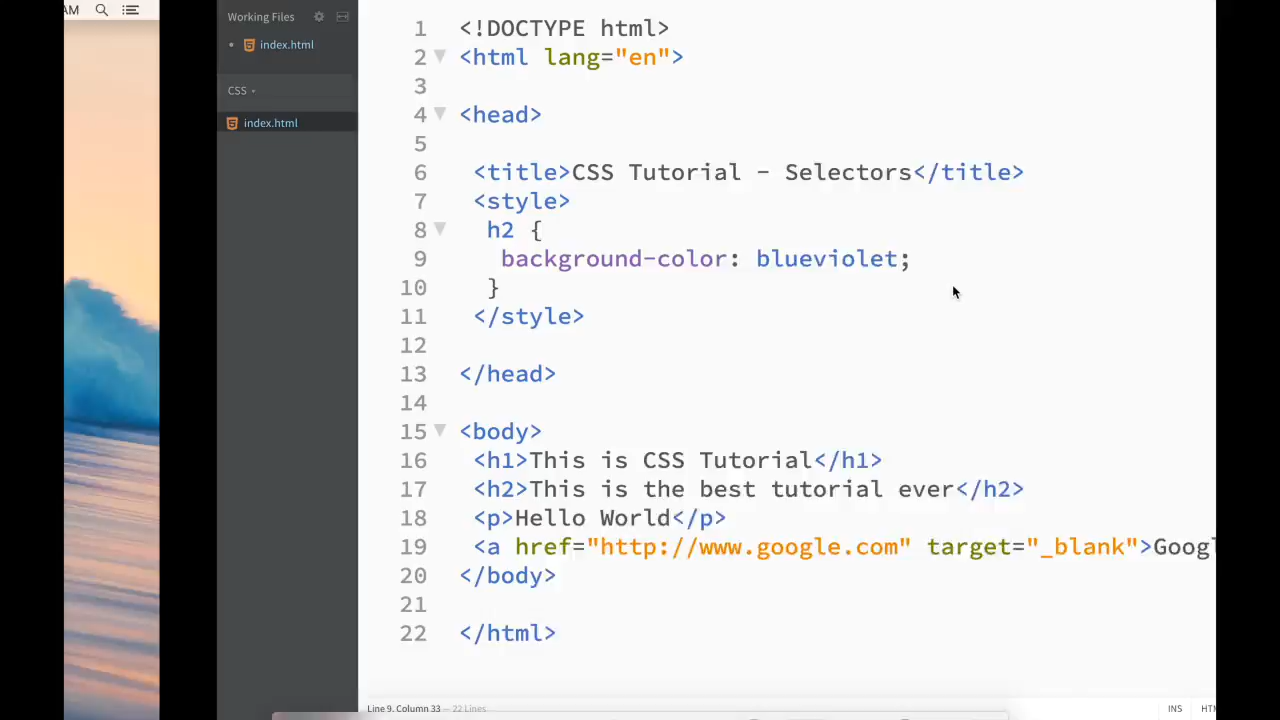 AM
Working Files
index.html
CSS
index.html
1 <!DOCTYPE html>
2 <html lang="en">
3
4 <head>
5
6 <title>CSS Tutorial - Selectors</title>
7 <style>
8 h2 {
9 background-color: blueviolet;
10 }
11 </style>
12
13 </head>
14
15 <body>
16 <h1>This is CSS Tutorial</h1>
17 <h2>This is the best tutorial ever</h2>
18 <p>Hello World</p>
19 <a href="http://www.google.com" target="_blank">Googl
20 </body>
21
22 </html>
Line 9, Column 33 — 22 Lines
INS
HTM